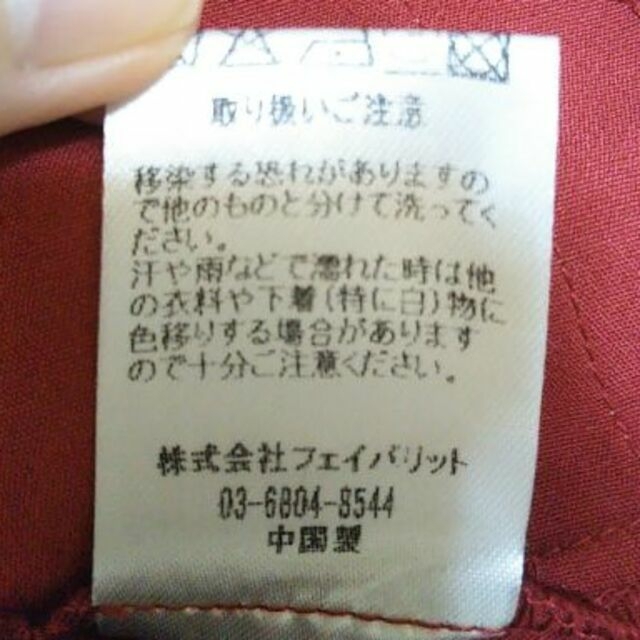 取り扱いご注意
移染する恐れがありますの
で他のものと分けて洗ってく
ださい。
汗や雨などで濡れた時は他
の衣料や下着(特に白)物に
色移りする場合があります
ので十分ご注意ください。
株式会社フェイバリット
03-6804-8544
中国製